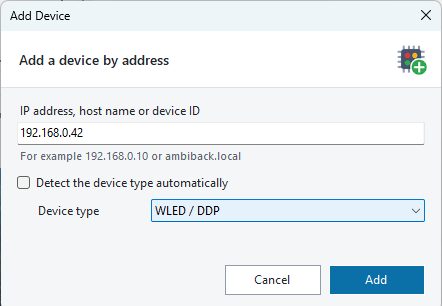 Add Device
Add a device by address
IP address, host name or device ID
192.168.0.42
For example 192.168.0.10 or ambiback.local
Detect the device type automatically
Device type
WLED / DDP
Cancel
Add